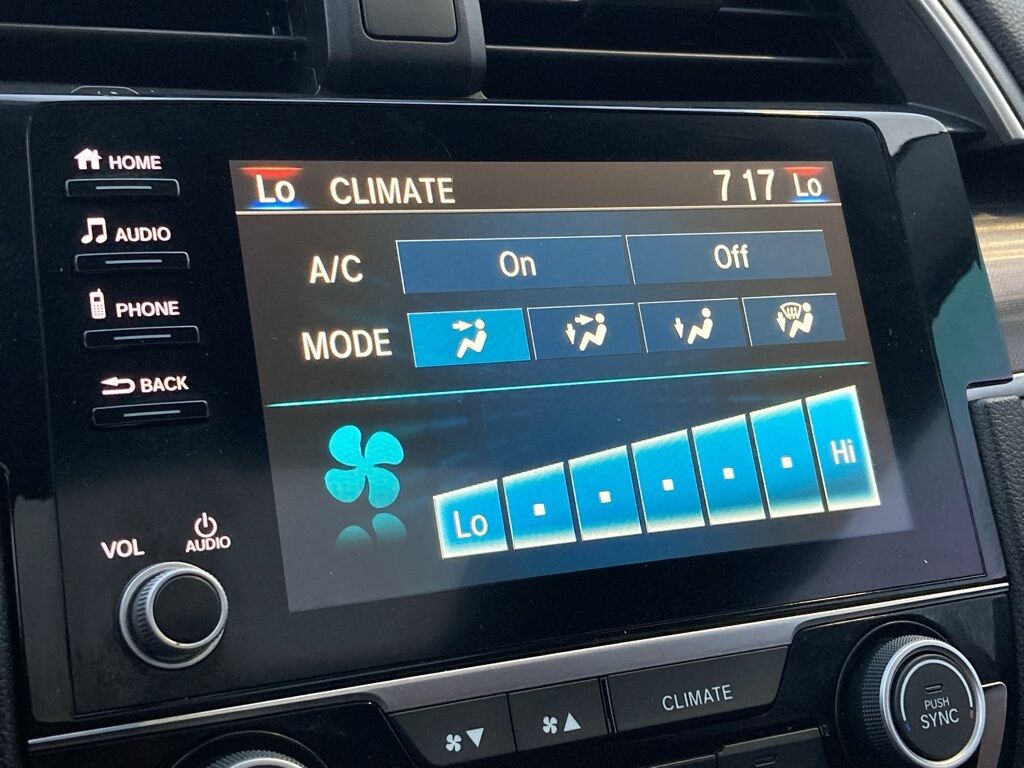 HOME
AUDIO
PHONE
BACK
VOL
AUDIO
Lo CLIMATE 7 17 Lo
A/C On Off
MODE
Lo Hi
CLIMATE
PUSH
SYNC